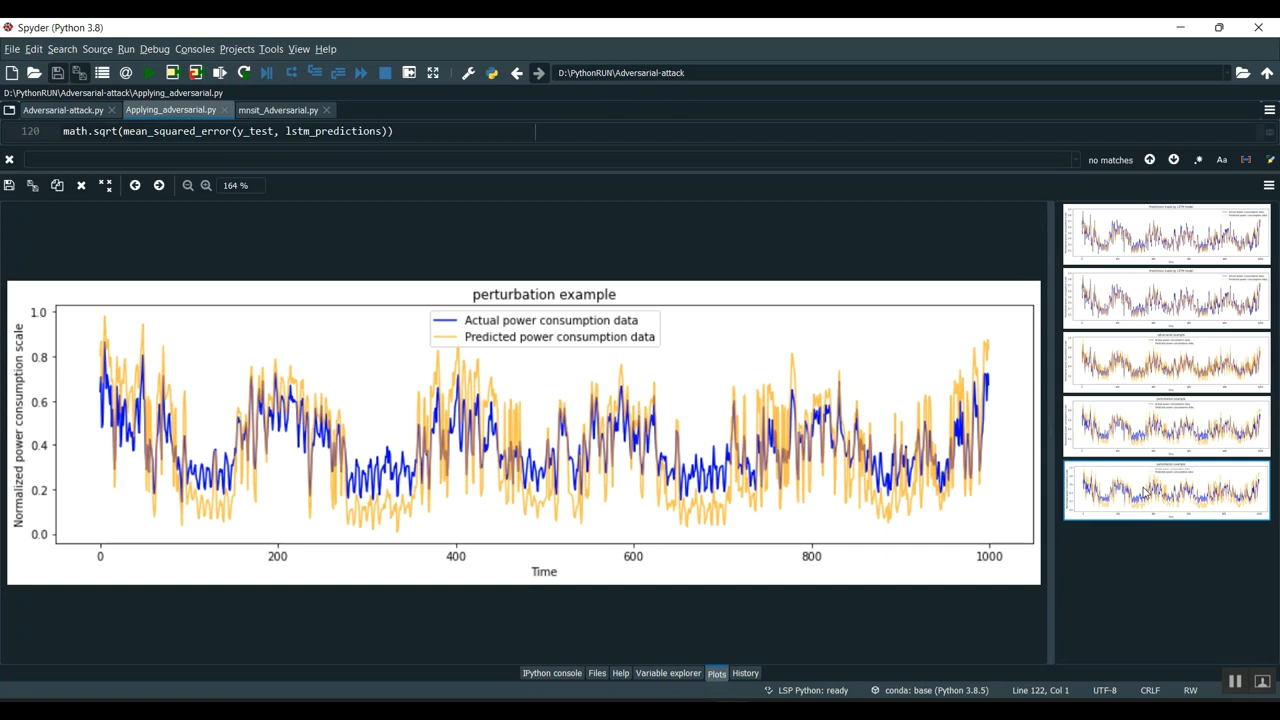 Spyder (Python 3.8)
File Edit Search Source Run Debug Consoles Projects Tools View Help
D:\PythonRUN\Adversarial-attack
D:\PythonRUN\Adversarial-attack\Applying_adversarial.py
Adversarial-attack.py Applying_adversarial.py mnsit_Adversarial.py
120 math.sqrt(mean_squared_error(y_test, lstm_predictions))
no matches Aa
164 %
perturbation example
Actual power consumption data
Predicted power consumption data
Normalized power consumption scale
1.0
0.8
0.6
0.4
0.2
0.0
0 200 400 600 800 1000
Time
IPython console Files Help Variable explorer Plots History
LSP Python: ready conda: base (Python 3.8.5) Line 122, Col 1 UTF-8 CRLF RW